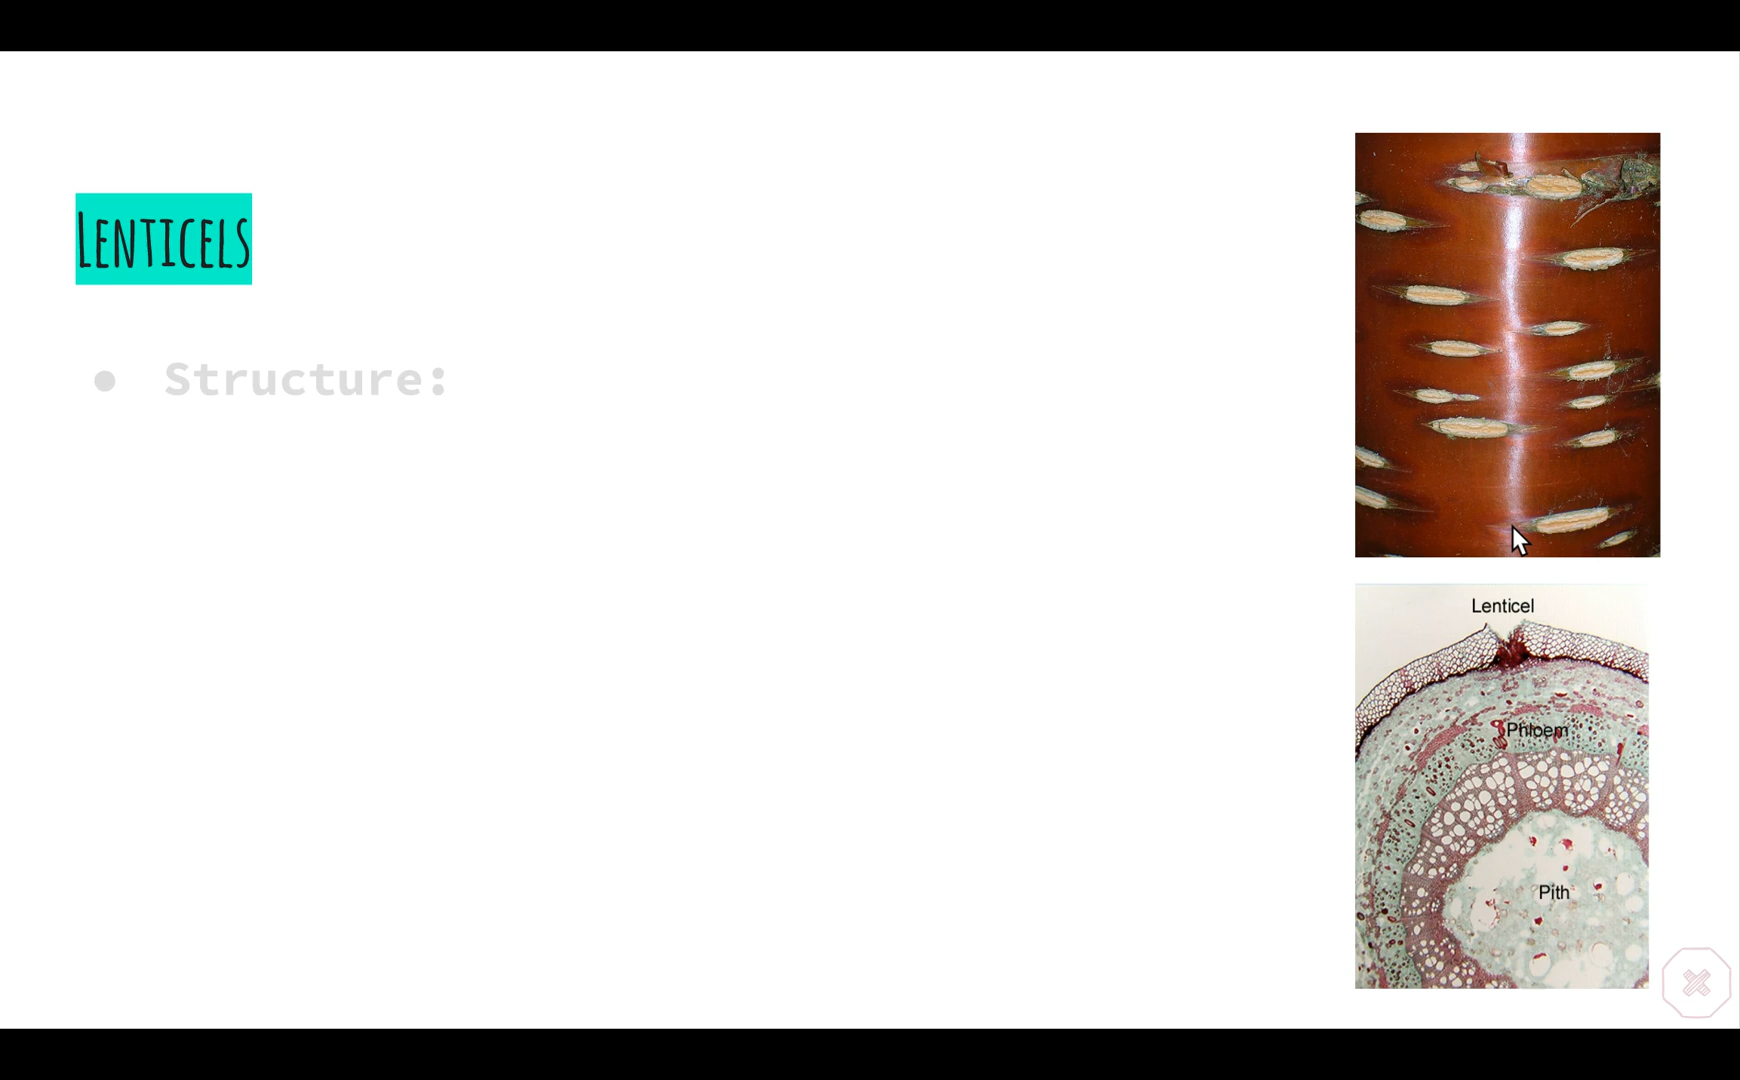 Lenticels
● Structure:
Lenticel
Phloem
Pith